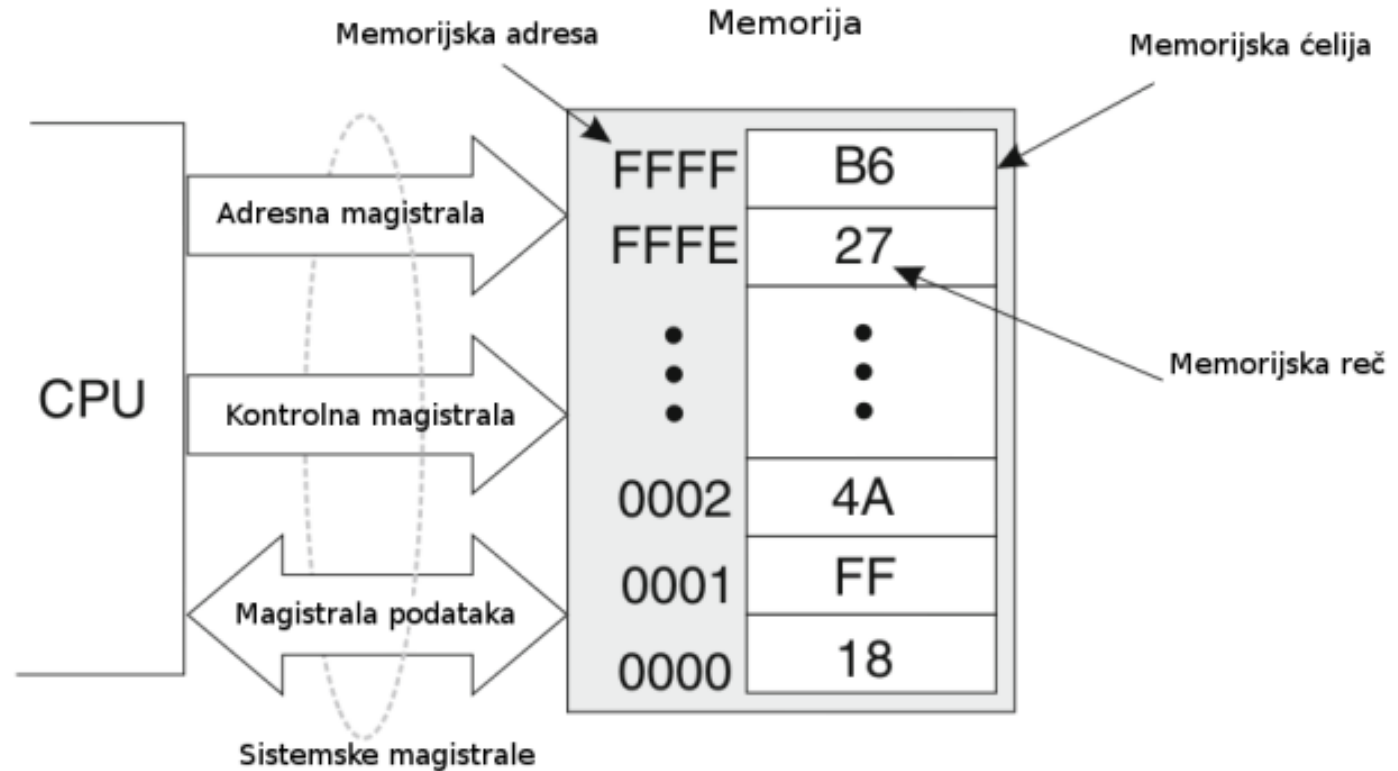 Memorija
Memorijska adresa
Memorijska ćelija
FFFF B6
Adresna magistrala
FFFE 27
Memorijska reč
CPU
Kontrolna magistrala
0002 4A
0001 FF
Magistrala podataka
0000 18
Sistemske magistrale